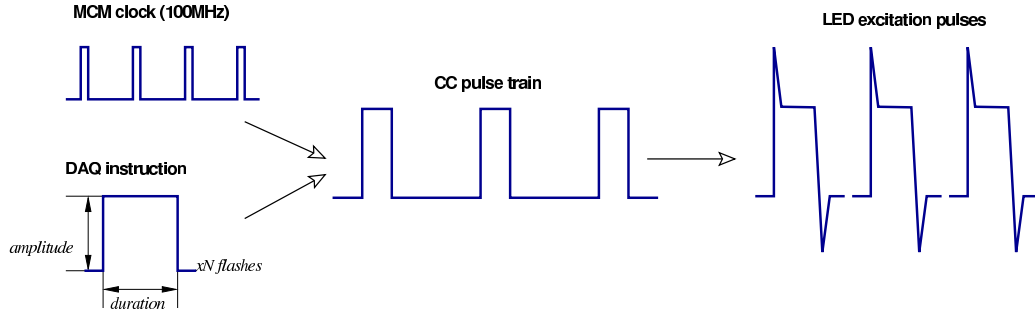 MCM clock (100MHz)
LED excitation pulses
CC pulse train
DAQ instruction
amplitude
xN flashes
duration